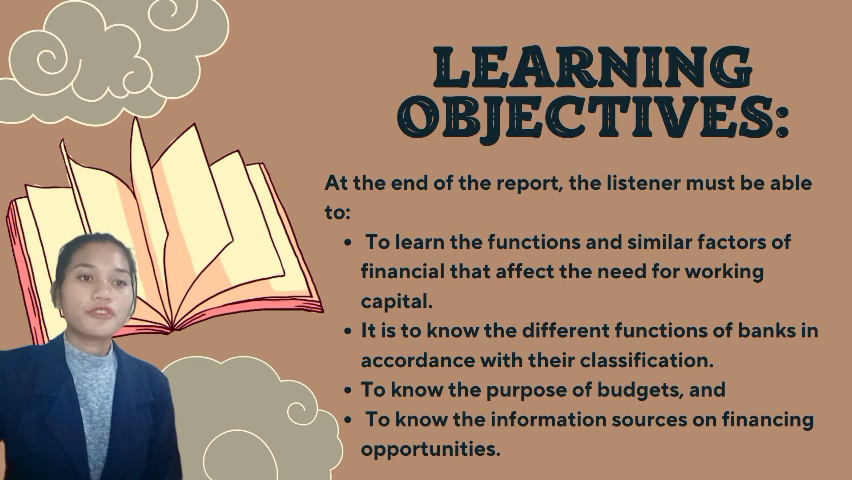 LEARNING
OBJECTIVES:
At the end of the report, the listener must be able
to:
• To learn the functions and similar factors of
financial that affect the need for working
capital.
• It is to know the different functions of banks in
accordance with their classification.
• To know the purpose of budgets, and
• To know the information sources on financing
opportunities.